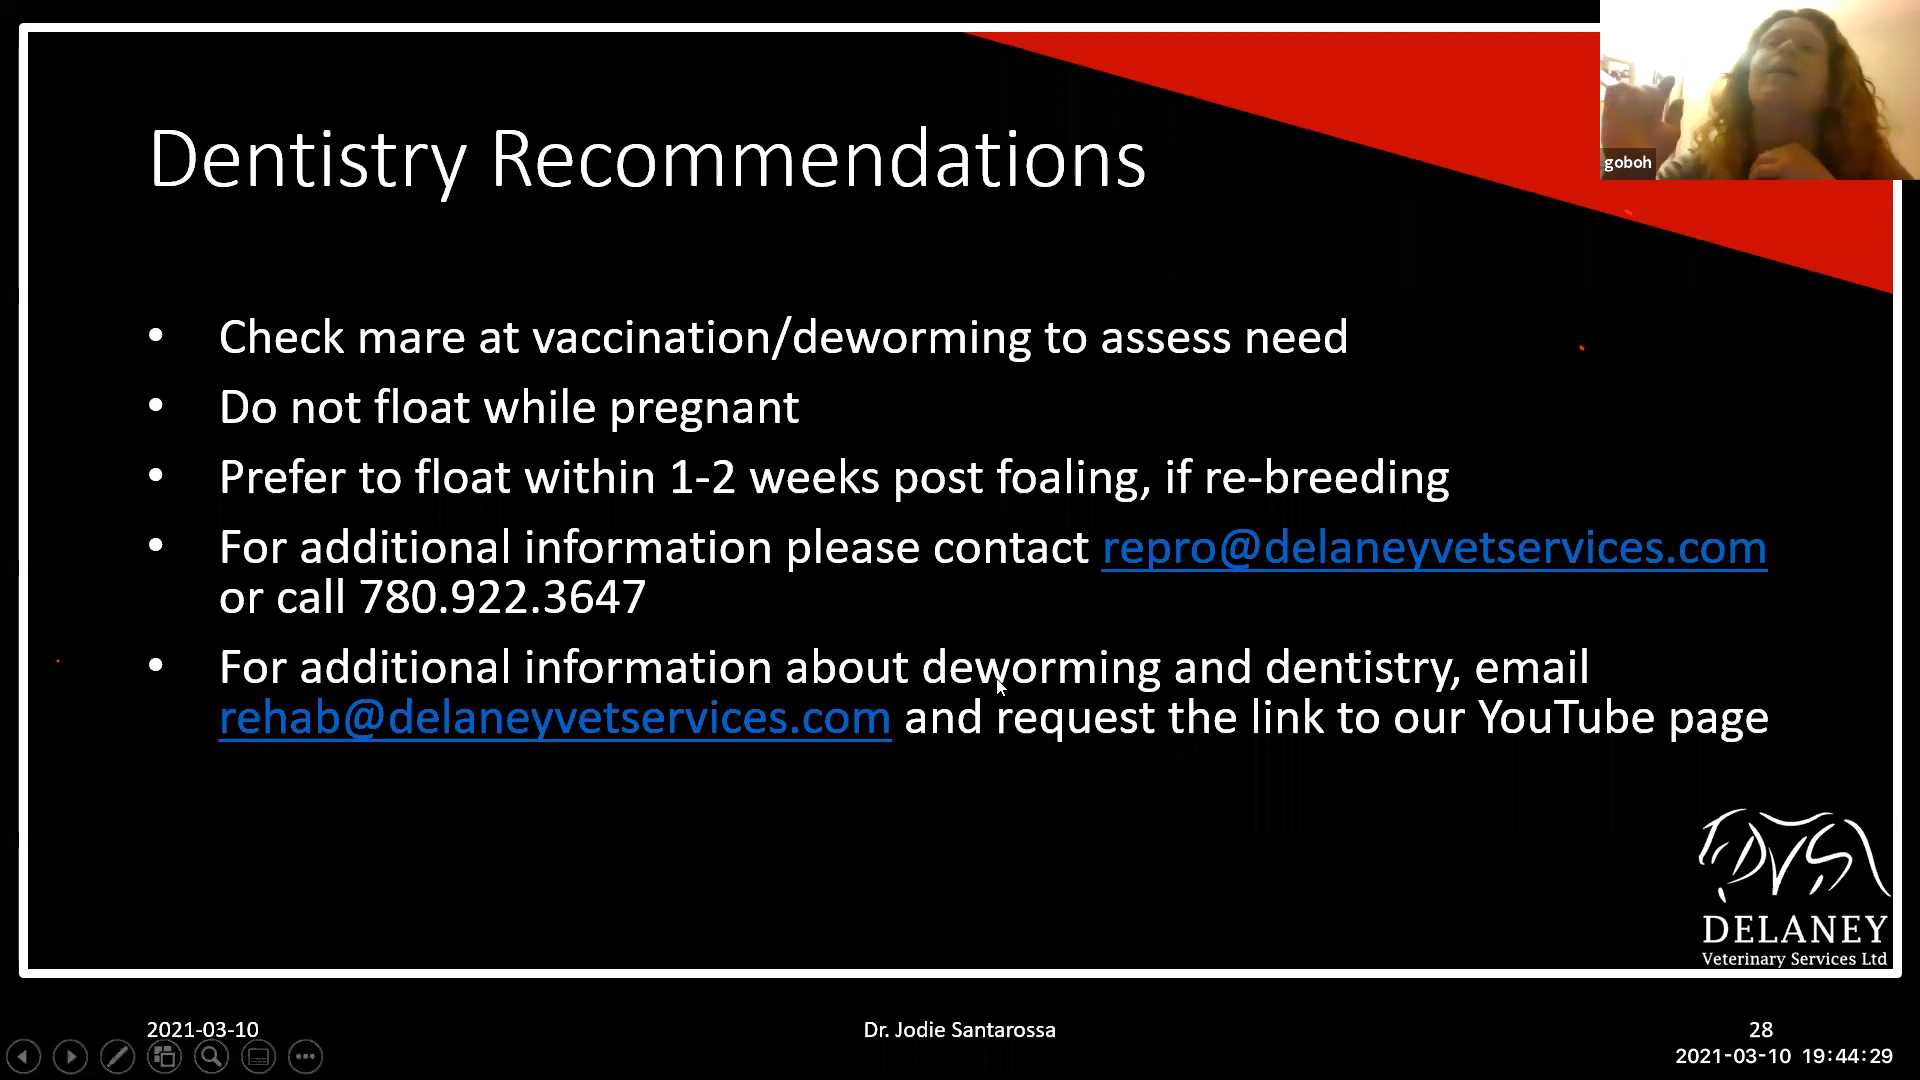 goboh
Dentistry Recommendations
• Check mare at vaccination/deworming to assess need
• Do not float while pregnant
• Prefer to float within 1-2 weeks post foaling, if re-breeding
• For additional information please contact repro@delaneyvetservices.com
or call 780.922.3647
• For additional information about deworming and dentistry, email
rehab@delaneyvetservices.com and request the link to our YouTube page
DVS
DELANEY
Veterinary Services Ltd
2021-03-10
Dr. Jodie Santarossa
28
2021-03-10 19:44:29